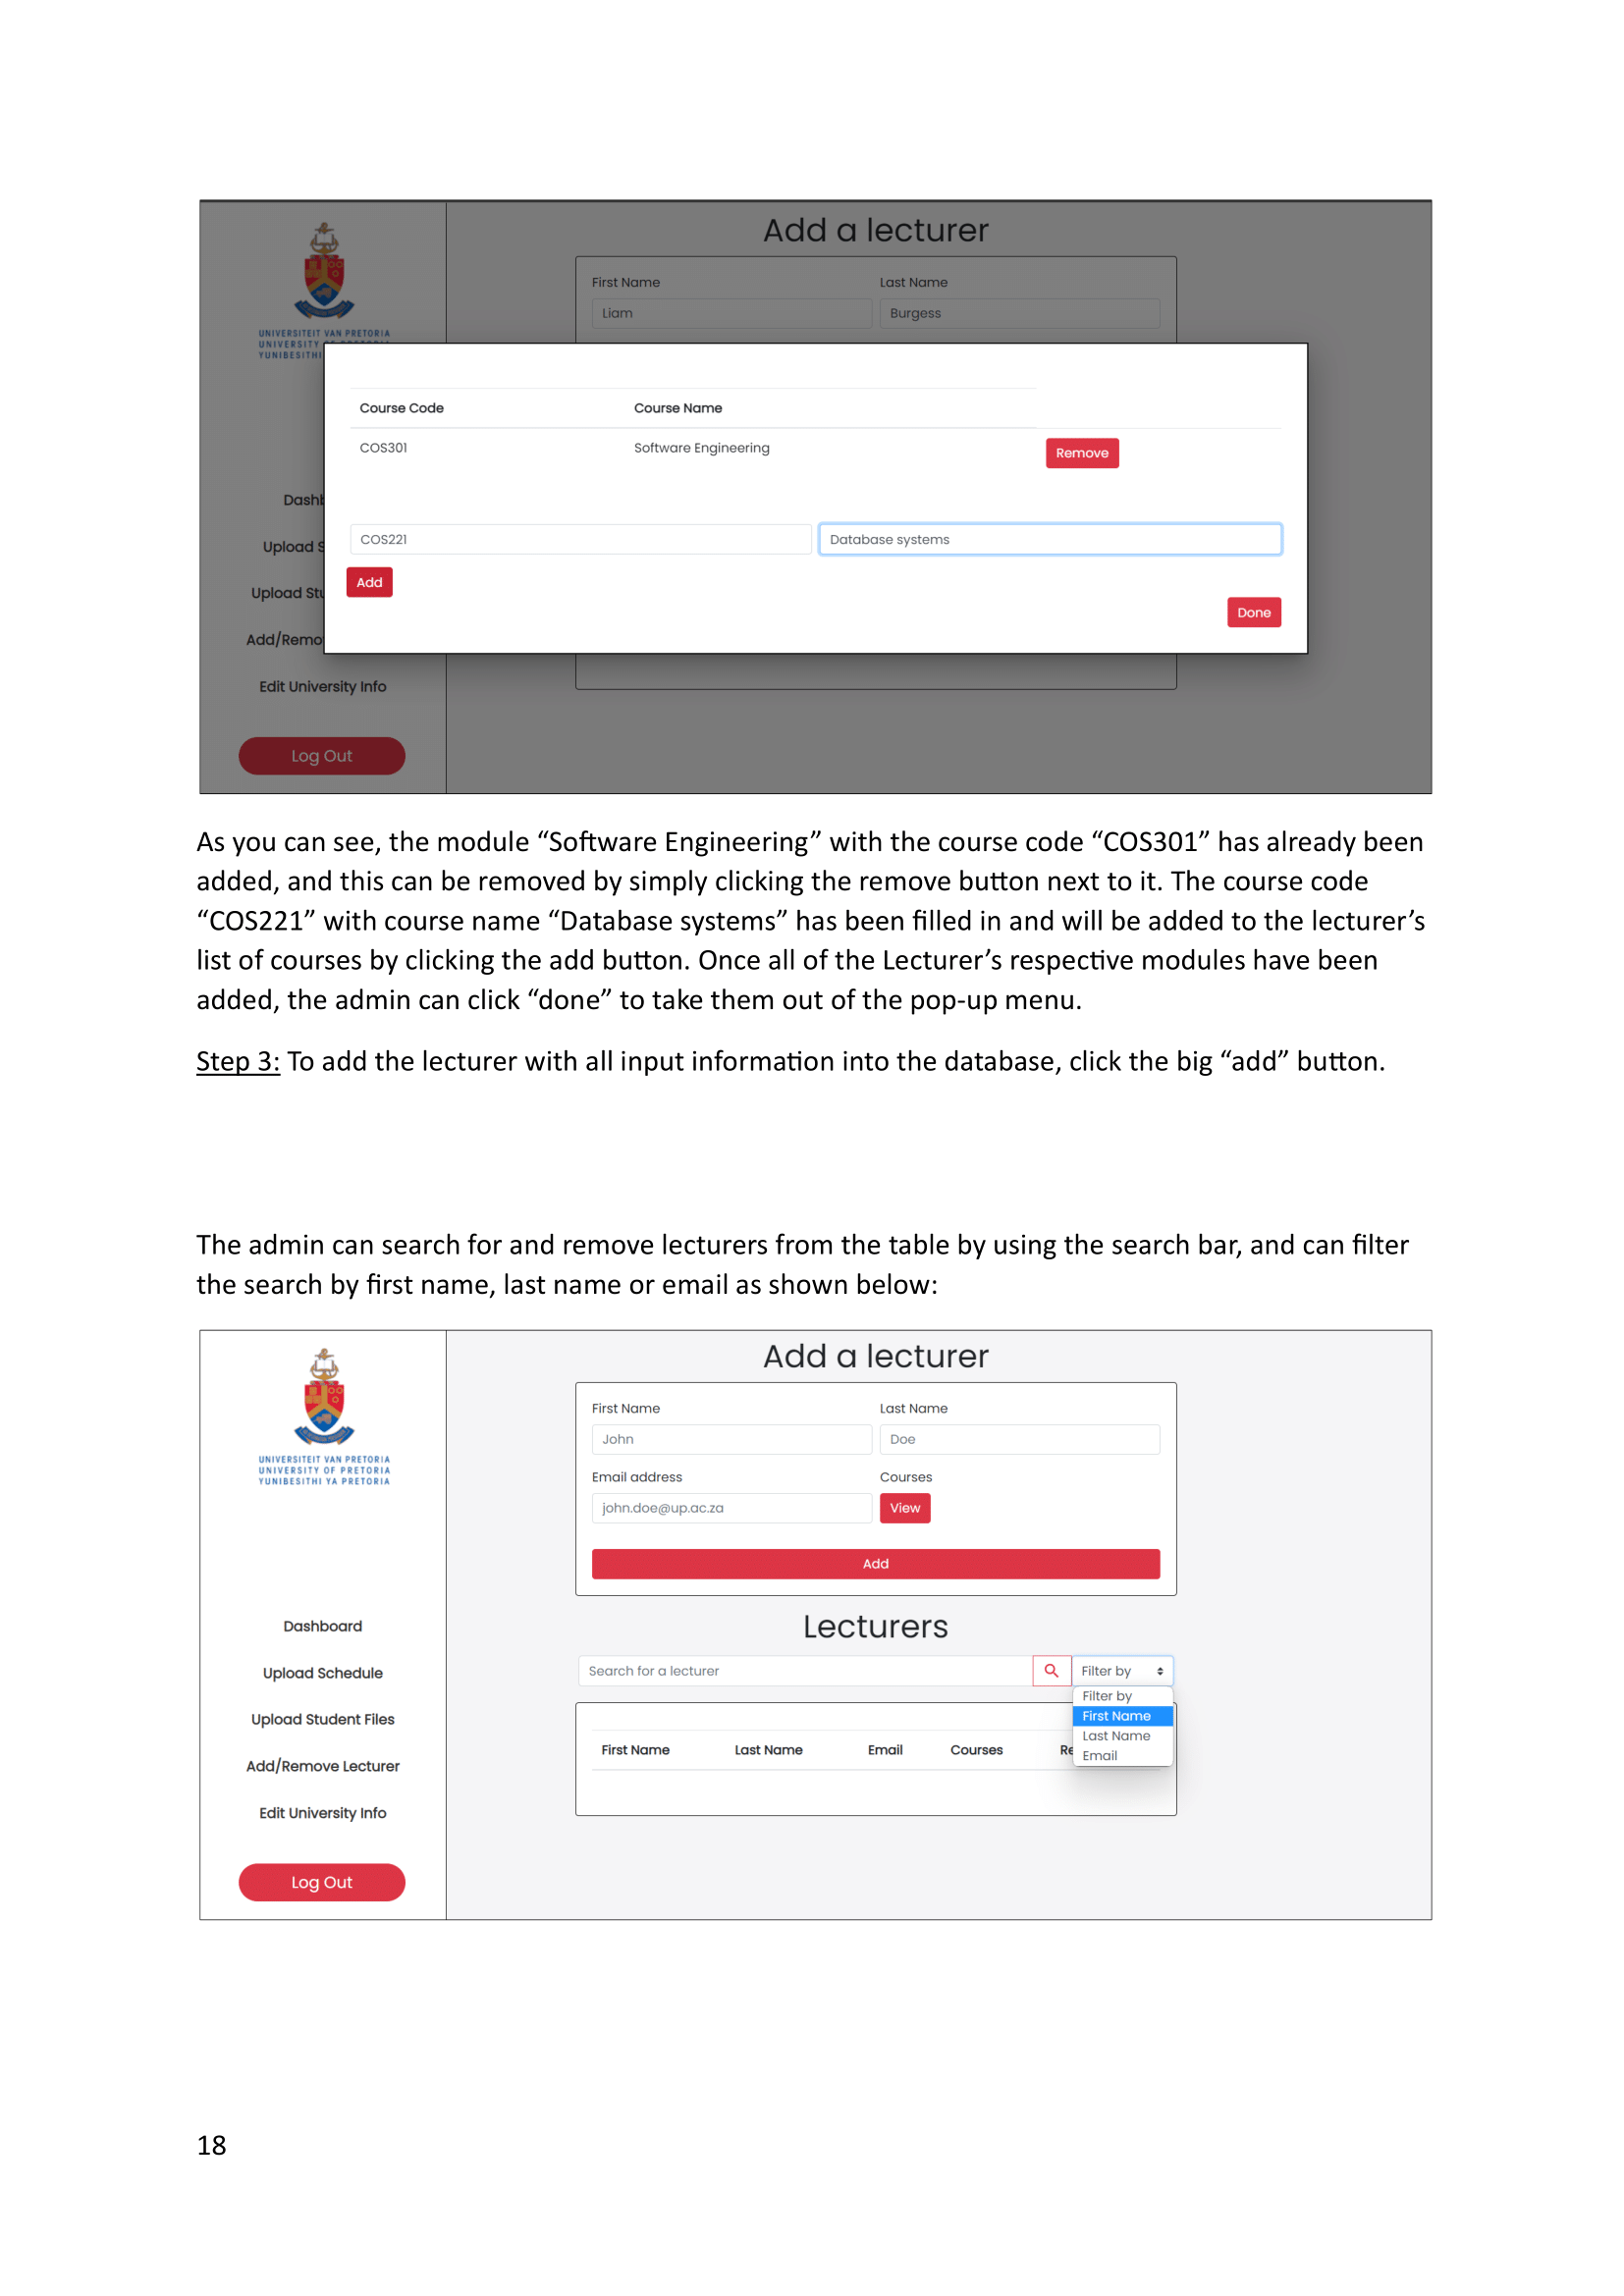 Add a lecturer
First Name Last Name
Liam Burgess
UNIVERSITEIT VAN PRETORIA
UNIVERSITY OF PRETORIA
YUNIBESITHI
Course Code Course Name
COS301 Software Engineering Remove
COS221 Database systems
Add
Done
Dashb
Upload S
Upload Stu
Add/Remo
Edit University Info
Log Out
As you can see, the module “Software Engineering” with the course code “COS301” has already been
added, and this can be removed by simply clicking the remove button next to it. The course code
“COS221” with course name “Database systems” has been filled in and will be added to the lecturer’s
list of courses by clicking the add button. Once all of the Lecturer’s respective modules have been
added, the admin can click “done” to take them out of the pop-up menu.
Step 3: To add the lecturer with all input information into the database, click the big “add” button.
The admin can search for and remove lecturers from the table by using the search bar, and can filter
the search by first name, last name or email as shown below:
UNIVERSITEIT VAN PRETORIA
UNIVERSITY OF PRETORIA
YUNIBESITHI YA PRETORIA
Dashboard
Upload Schedule
Upload Student Files
Add/Remove Lecturer
Edit University Info
Log Out
Add a lecturer
First Name Last Name
John Doe
Email address Courses
john.doe@up.ac.za View
Add
Lecturers
Search for a lecturer Filter by
Filter by
First Name
Last Name
Email
First Name Last Name Email Courses Re
18